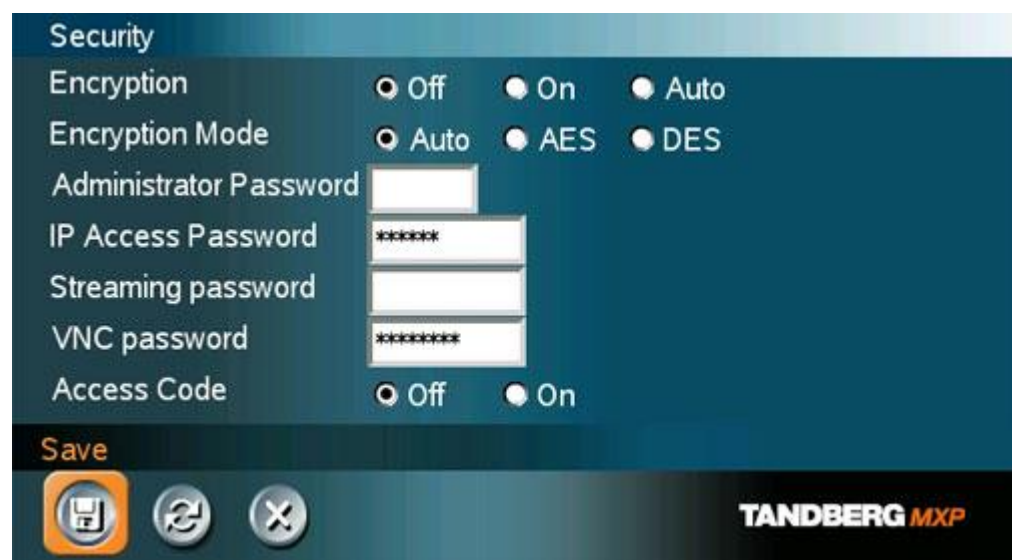 Security
Encryption Off On Auto
Encryption Mode Auto AES DES
Administrator Password
IP Access Password ******
Streaming password
VNC password ********
Access Code Off On
Save
TANDBERG MXP